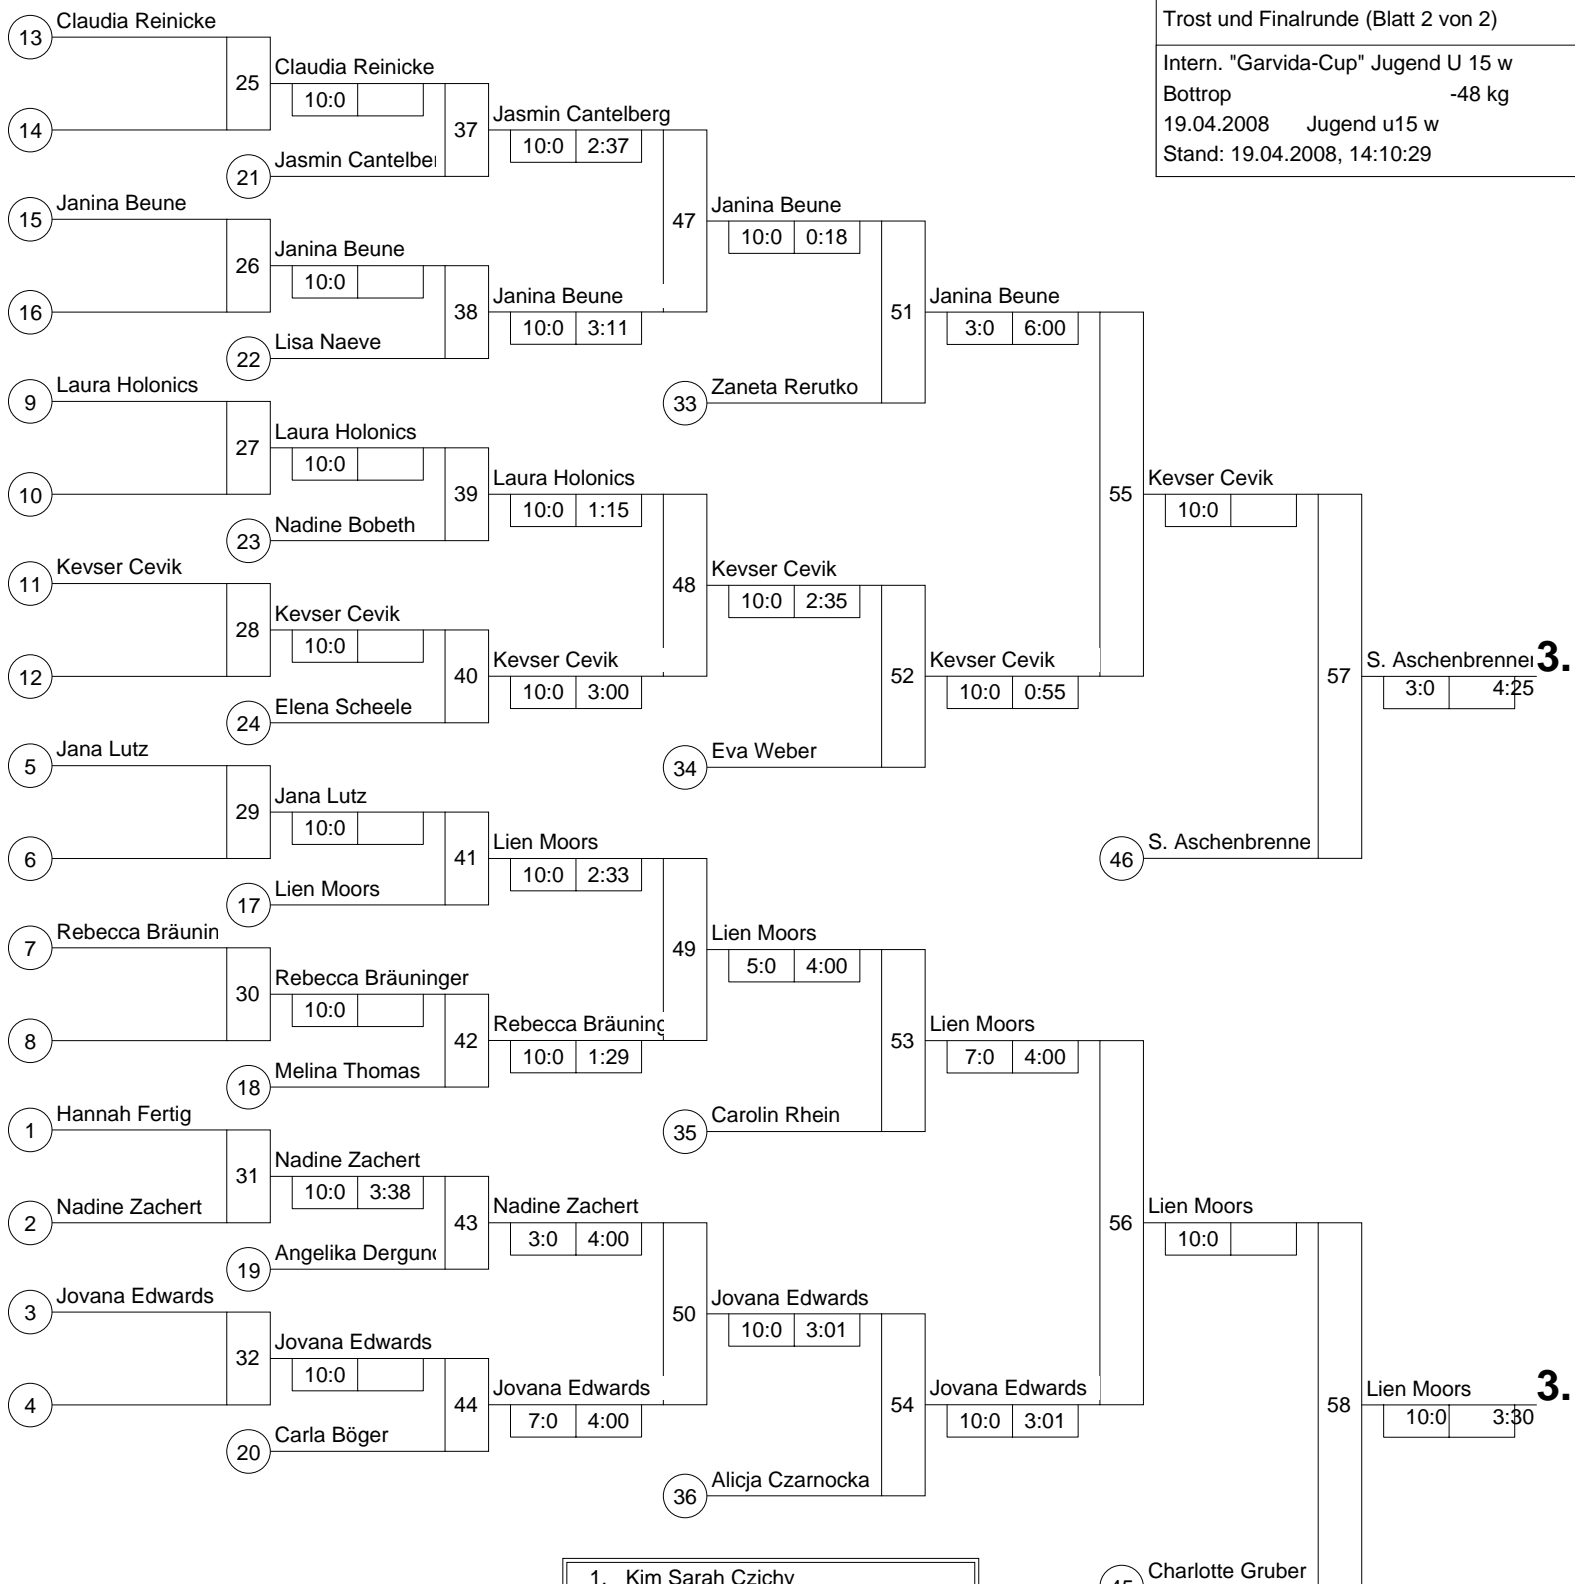 Trost und Finalrunde (Blatt 2 von 2)
Intern. "Garvida-Cup" Jugend U 15 w
Bottrop -48 kg
19.04.2008 Jugend u15 w
Stand: 19.04.2008, 14:10:29
13 Claudia Reinicke
14
25
15 Janina Beune
16
26
9 Laura Holonics
10
27
11 Kevser Cevik
12
28
5 Jana Lutz
6
29
7 Rebecca Bräunin
8
30
1 Hannah Fertig
2 Nadine Zachert
31
3 Jovana Edwards
4
32
Claudia Reinicke
10:0
21 Jasmin Cantelber
37
Janina Beune
10:0
22 Lisa Naeve
38
Laura Holonics
10:0
23 Nadine Bobeth
39
Kevser Cevik
10:0
24 Elena Scheele
40
Jana Lutz
10:0
17 Lien Moors
41
Rebecca Bräuninger
10:0
18 Melina Thomas
42
Nadine Zachert
10:0 3:38
19 Angelika Dergund
43
Jovana Edwards
10:0
20 Carla Böger
44
Jasmin Cantelberg
10:0 2:37
Janina Beune
10:0 3:11
47
Laura Holonics
10:0 1:15
Kevser Cevik
10:0 3:00
48
Lien Moors
10:0 2:33
Rebecca Bräuning
10:0 1:29
49
Nadine Zachert
3:0 4:00
Jovana Edwards
7:0 4:00
50
Janina Beune
10:0 0:18
33 Zaneta Rerutko
51
Kevser Cevik
10:0 2:35
34 Eva Weber
52
Lien Moors
5:0 4:00
35 Carolin Rhein
53
Jovana Edwards
10:0 3:01
36 Alicja Czarnocka
54
Janina Beune
3:0 6:00
Kevser Cevik
10:0 0:55
55
Lien Moors
7:0 4:00
Jovana Edwards
10:0 3:01
56
Kevser Cevik
10:0
46 S. Aschenbrenne
57
S. Aschenbrenner 3.
3:0 4:25
Lien Moors
10:0
45 Charlotte Gruber
58
Lien Moors 3.
10:0 3:30
1. Kim Sarah Czichy